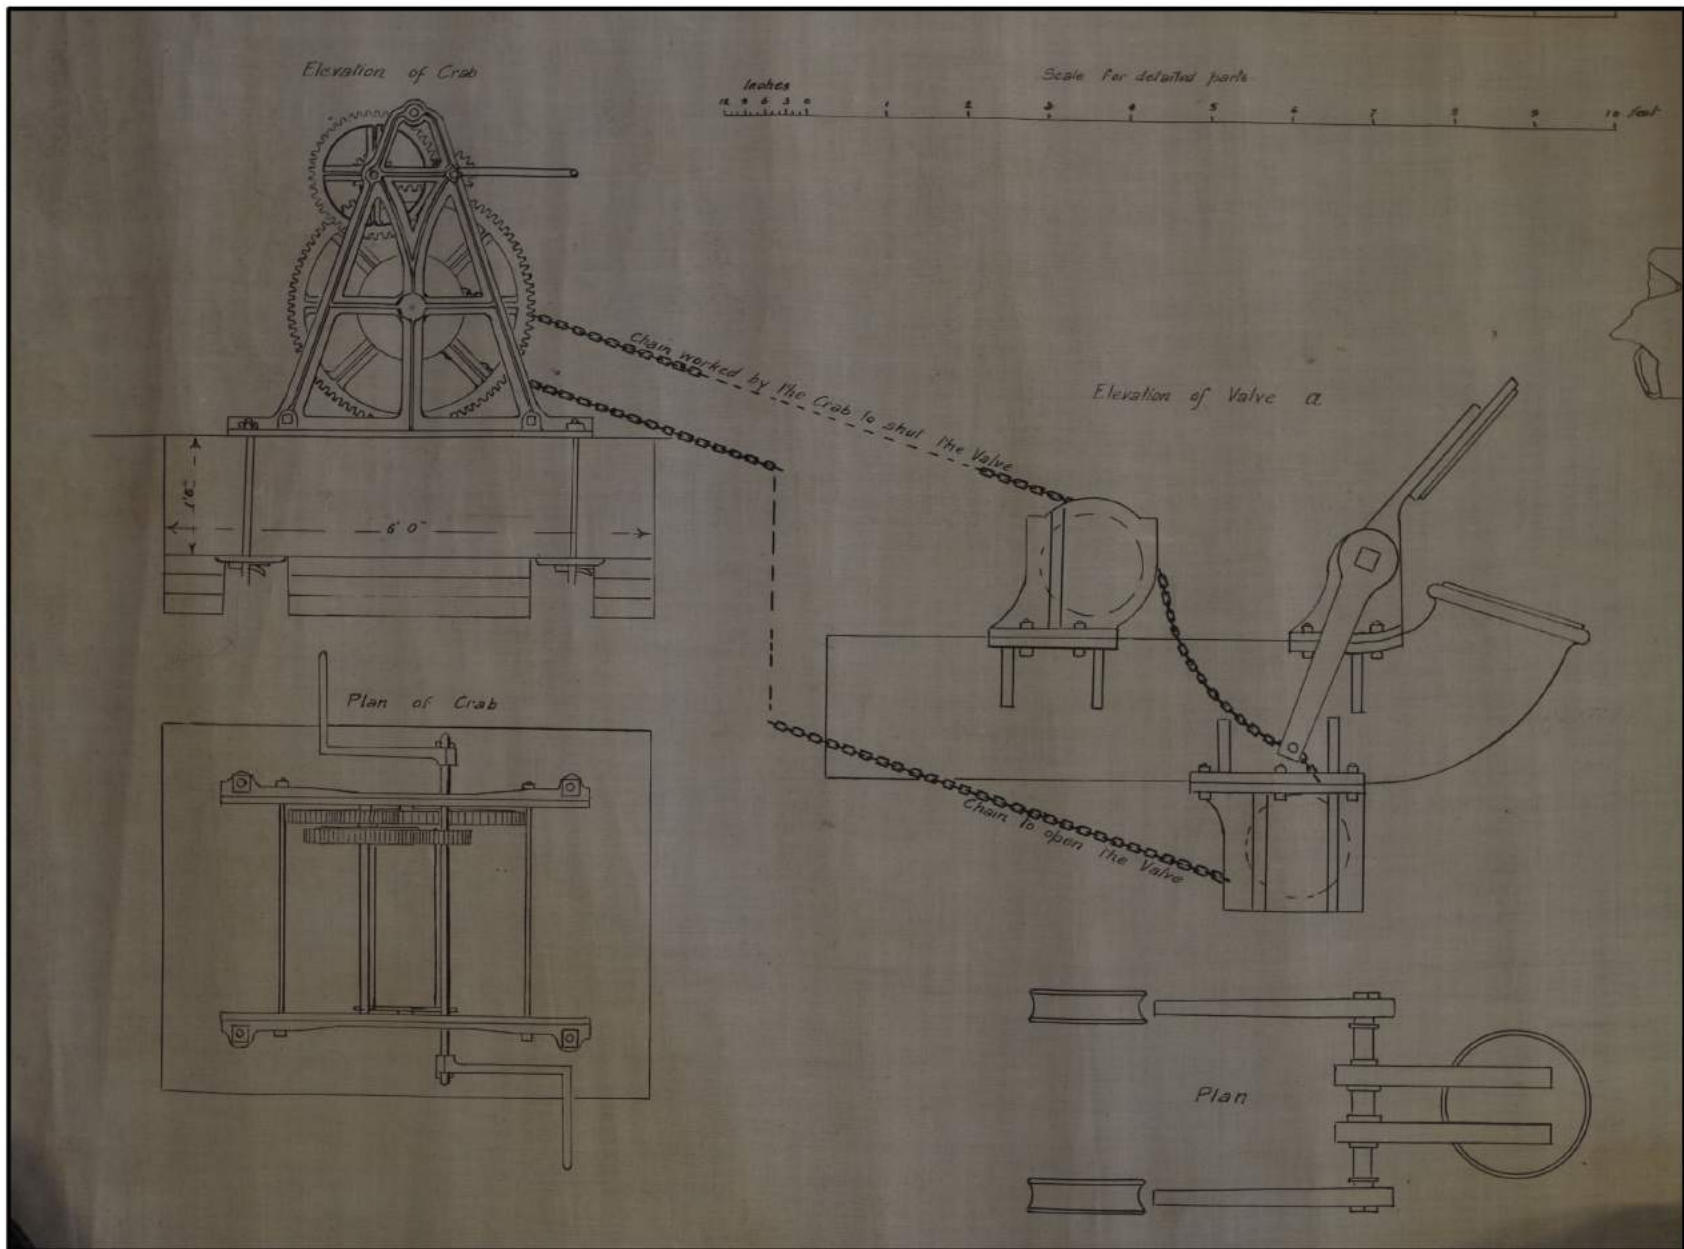 Elevation of Crab
Inches
12 9 6 3 0
Scale for detailed parts
1 2 3 4 5 6 7 8 9 10 feet
Chain worked by the Crab to shut the Valve
Elevation of Valve a
1'6"
6'0"
Plan of Crab
Chain to open the Valve
Plan